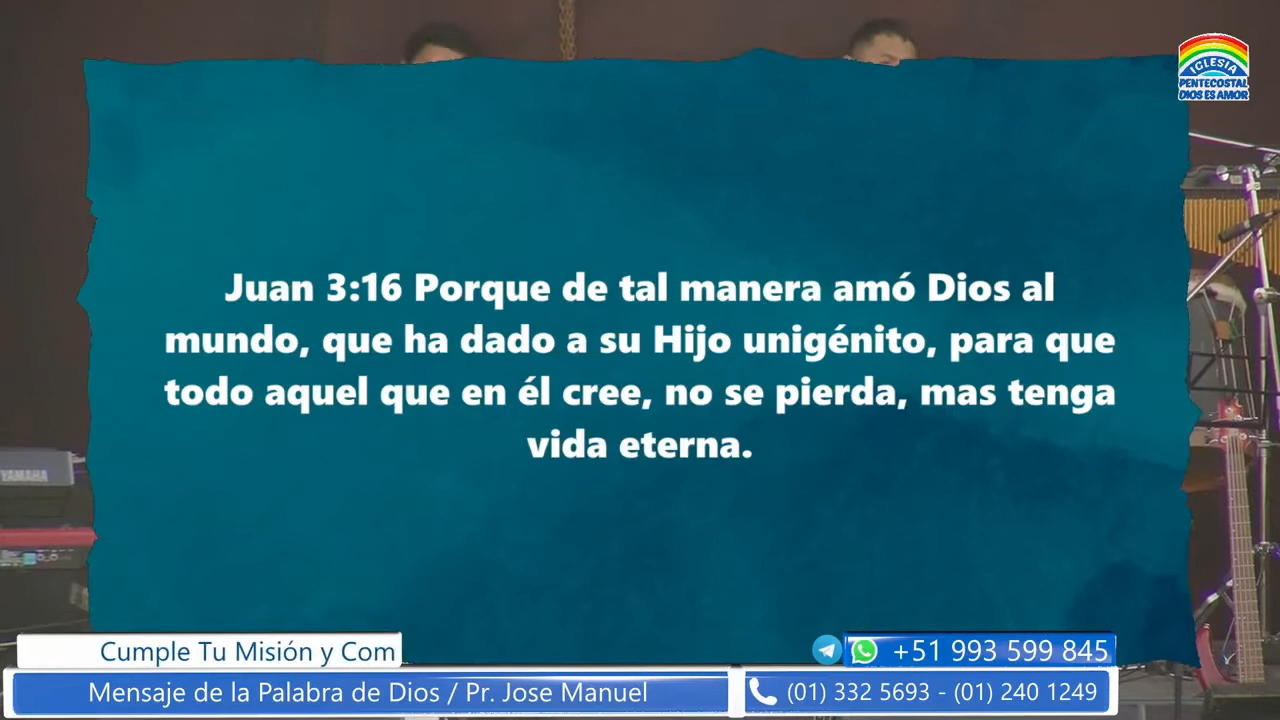 IGLESIA
PENTECOSTAL
DIOS ES AMOR
Juan 3:16 Porque de tal manera amó Dios al
mundo, que ha dado a su Hijo unigénito, para que
todo aquel que en él cree, no se pierda, mas tenga
vida eterna.
YAMAHA
Cumple Tu Misión y Com
+51 993 599 845
Mensaje de la Palabra de Dios / Pr. Jose Manuel
(01) 332 5693 - (01) 240 1249